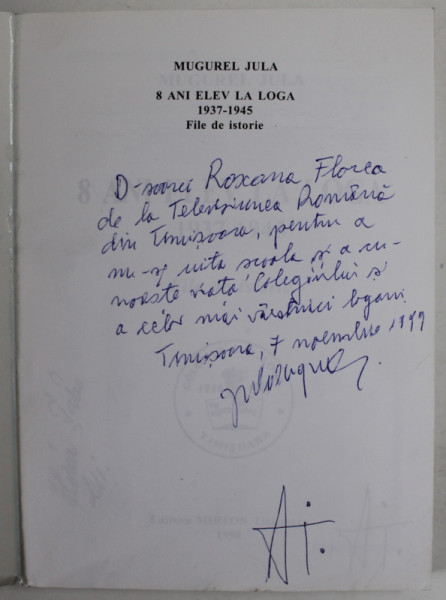 MUGUREL JULA
8 ANI ELEV LA LOGA
1937-1945
File de istorie
D-soarei Roxana Florea
de la Televiziunea Română
din Timișoara, pentru a
nu-și uita școala și a cu-
noaște viața Colegiului și
a celor mai vârstnici logani.
Timișoara, 7 noembrie 1999